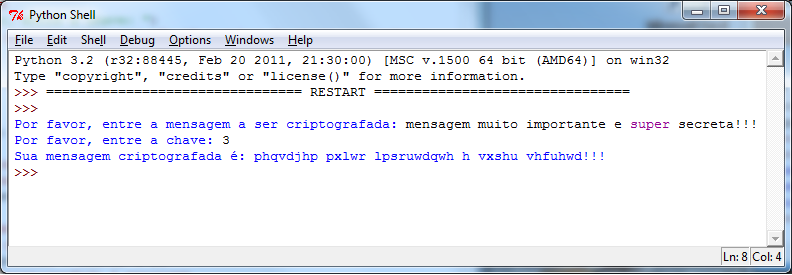 Python Shell
File Edit Shell Debug Options Windows Help
Python 3.2 (r32:88445, Feb 20 2011, 21:30:00) [MSC v.1500 64 bit (AMD64)] on win32
Type "copyright", "credits" or "license()" for more information.
>>> ================================ RESTART ================================
>>>
Por favor, entre a mensagem a ser criptografada: mensagem muito importante e super secreta!!!
Por favor, entre a chave: 3
Sua mensagem criptografada é: phqvdjhp pxlwr lpsruwdqwh h vxshu vhfuhwd!!!
>>>
Ln: 8 Col: 4